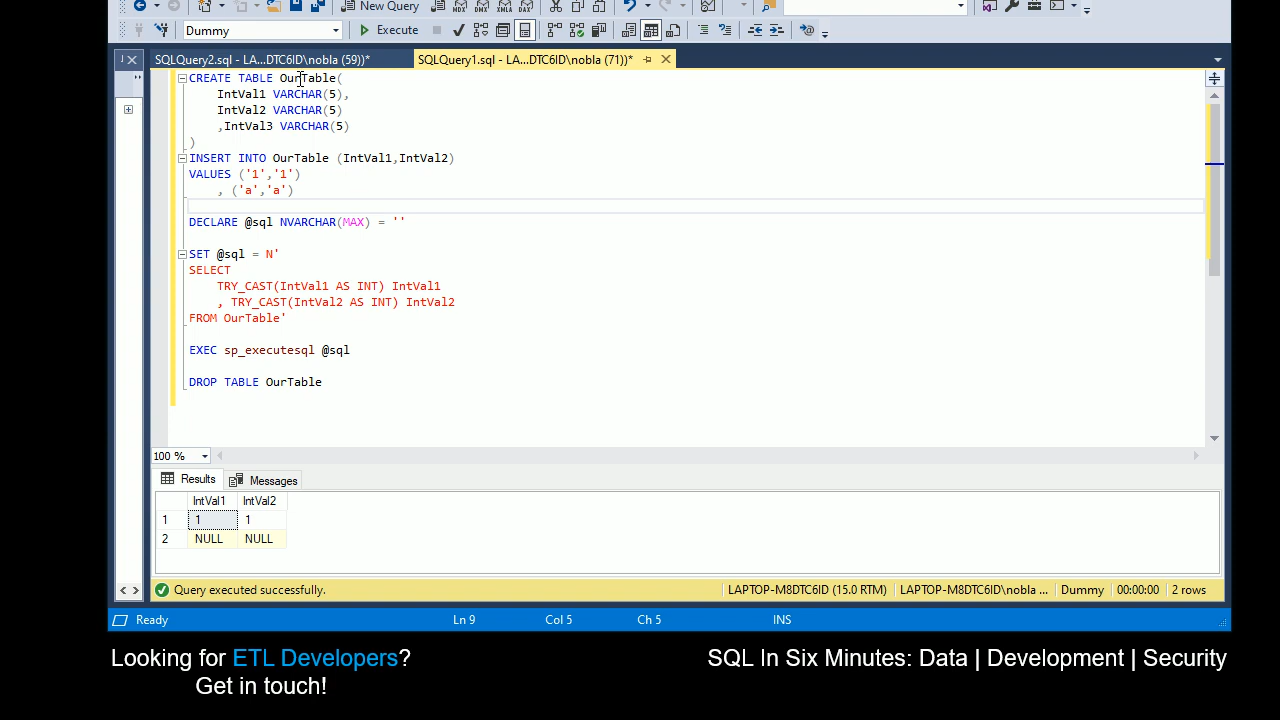 New Query
Dummy
Execute
SQLQuery2.sql - LA...DTC6ID\nobla (59))*
SQLQuery1.sql - LA...DTC6ID\nobla (71))*
CREATE TABLE OurTable(
IntVal1 VARCHAR(5),
IntVal2 VARCHAR(5)
,IntVal3 VARCHAR(5)
)
INSERT INTO OurTable (IntVal1,IntVal2)
VALUES ('1','1')
, ('a','a')
DECLARE @sql NVARCHAR(MAX) = ''
SET @sql = N'
SELECT
TRY_CAST(IntVal1 AS INT) IntVal1
, TRY_CAST(IntVal2 AS INT) IntVal2
FROM OurTable'
EXEC sp_executesql @sql
DROP TABLE OurTable
100 %
Results Messages
IntVal1 IntVal2
1 1 1
2 NULL NULL
Query executed successfully. LAPTOP-M8DTC6ID (15.0 RTM) LAPTOP-M8DTC6ID\nobla ... Dummy 00:00:00 2 rows
Ready Ln 9 Col 5 Ch 5 INS
Looking for ETL Developers?
Get in touch!
SQL In Six Minutes: Data | Development | Security